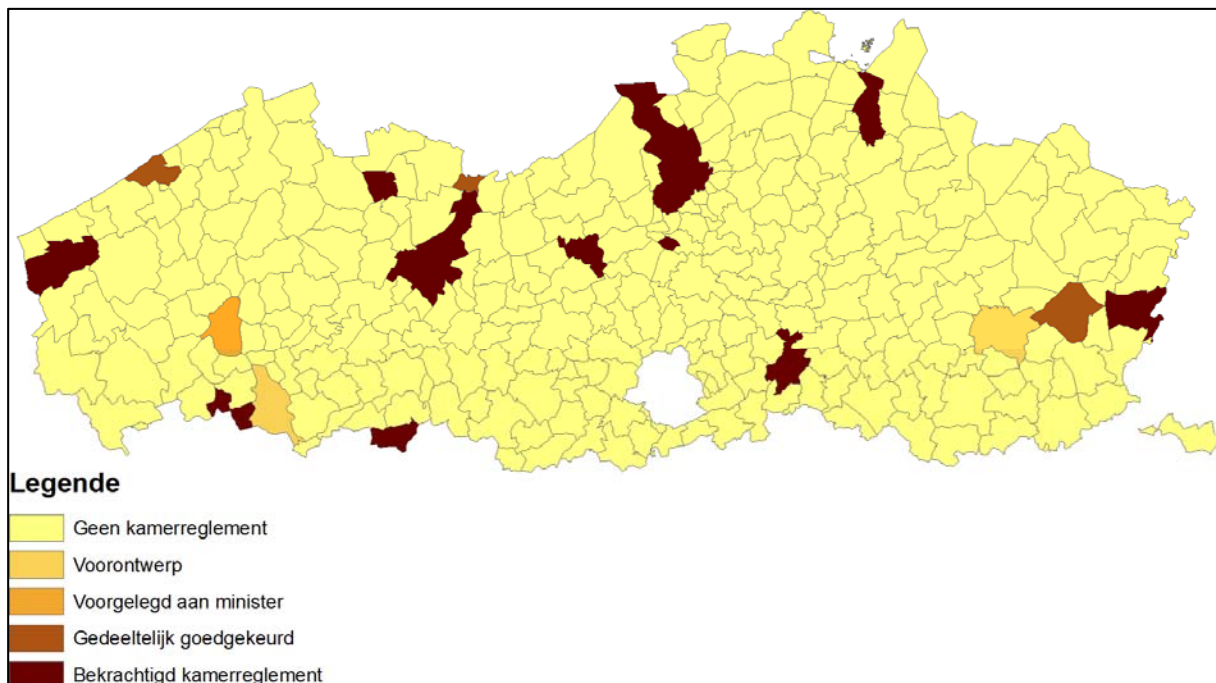 Legende
Geen kamerreglement
Voorontwerp
Voorgelegd aan minister
Gedeeltelijk goedgekeurd
Bekrachtigd kamerreglement